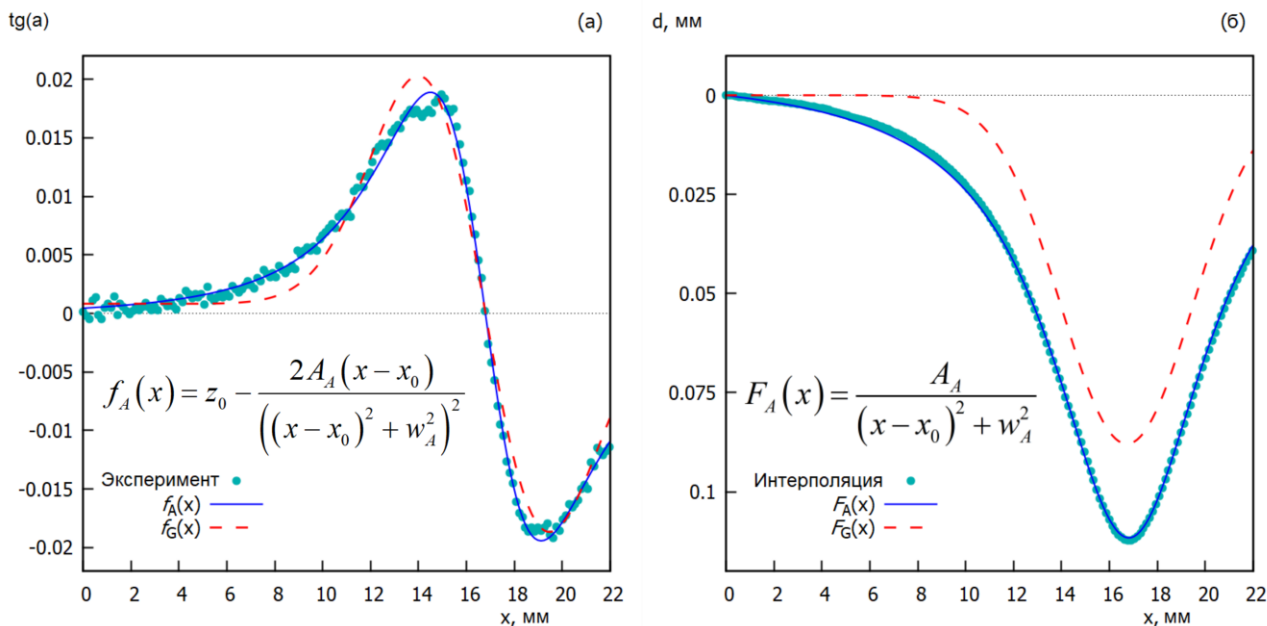 tg(a) (а)
0.02
0.015
0.01
0.005
0
-0.005
-0.01
-0.015
-0.02
f_A(x) = z_0 - \frac{2A_A(x-x_0)}{((x-x_0)^2+w_A^2)^2}
Эксперимент
f_A(x)
f_G(x)
0 2 4 6 8 10 12 14 16 18 20 22
x, мм
d, мм (б)
0
0.025
0.05
0.075
0.1
F_A(x) = \frac{A_A}{(x-x_0)^2+w_A^2}
Интерполяция
F_A(x)
F_G(x)
0 2 4 6 8 10 12 14 16 18 20 22
x, мм